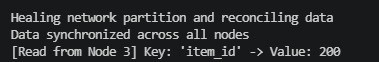 Healing network partition and reconciling data
Data synchronized across all nodes
[Read from Node 3] Key: 'item_id' -> Value: 200